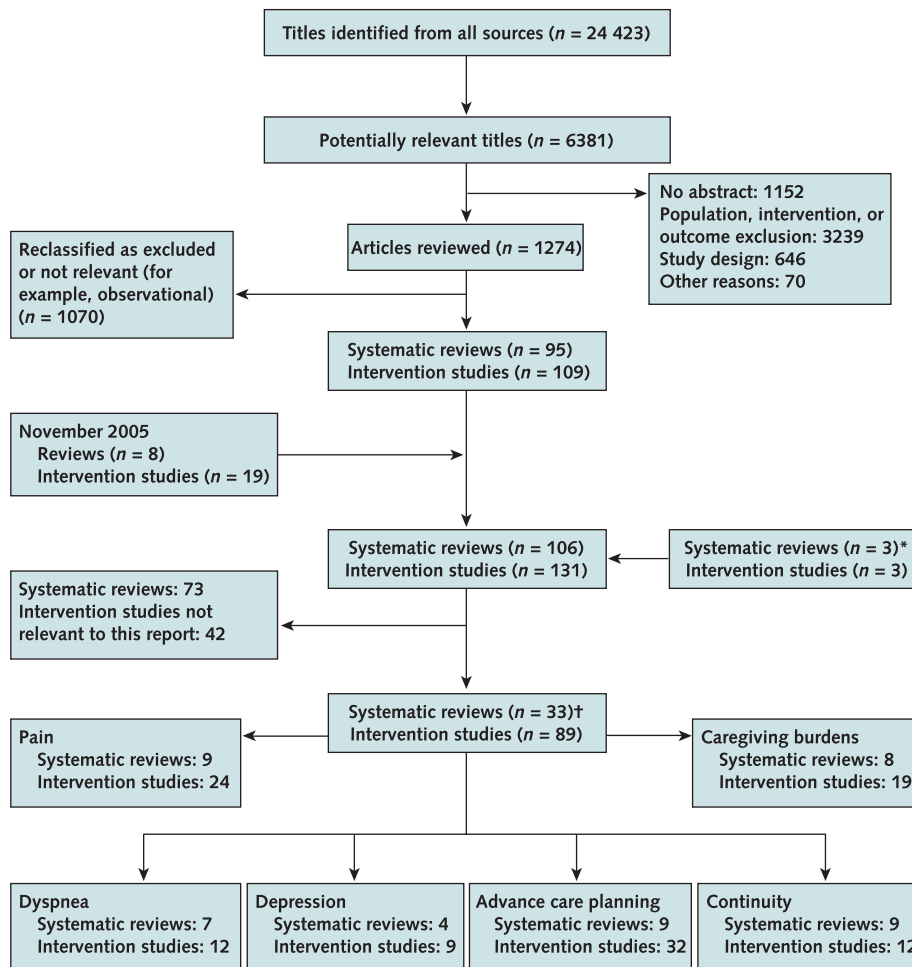 Titles identified from all sources (n = 24 423)
Potentially relevant titles (n = 6381)
No abstract: 1152
Population, intervention, or
outcome exclusion: 3239
Study design: 646
Other reasons: 70
Articles reviewed (n = 1274)
Reclassified as excluded
or not relevant (for
example, observational)
(n = 1070)
Systematic reviews (n = 95)
Intervention studies (n = 109)
November 2005
Reviews (n = 8)
Intervention studies (n = 19)
Systematic reviews (n = 106)
Intervention studies (n = 131)
Systematic reviews (n = 3)*
Intervention studies (n = 3)
Systematic reviews: 73
Intervention studies not
relevant to this report: 42
Systematic reviews (n = 33)†
Intervention studies (n = 89)
Pain
Systematic reviews: 9
Intervention studies: 24
Caregiving burdens
Systematic reviews: 8
Intervention studies: 19
Dyspnea
Systematic reviews: 7
Intervention studies: 12
Depression
Systematic reviews: 4
Intervention studies: 9
Advance care planning
Systematic reviews: 9
Intervention studies: 32
Continuity
Systematic reviews: 9
Intervention studies: 12